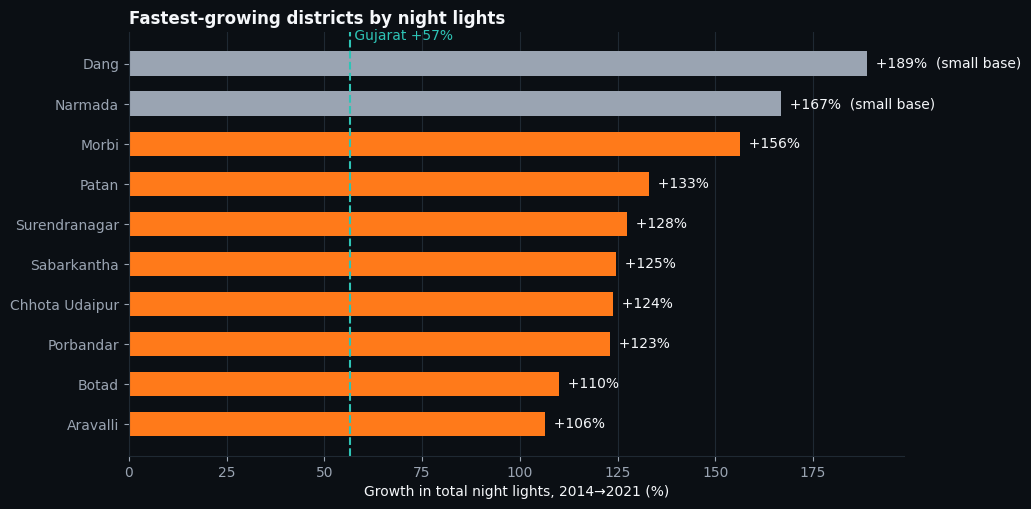 Fastest-growing districts by night lights
Gujarat +57%
Dang +189% (small base)
Narmada +167% (small base)
Morbi +156%
Patan +133%
Surendranagar +128%
Sabarkantha +125%
Chhota Udaipur +124%
Porbandar +123%
Botad +110%
Aravalli +106%
0 25 50 75 100 125 150 175
Growth in total night lights, 2014→2021 (%)